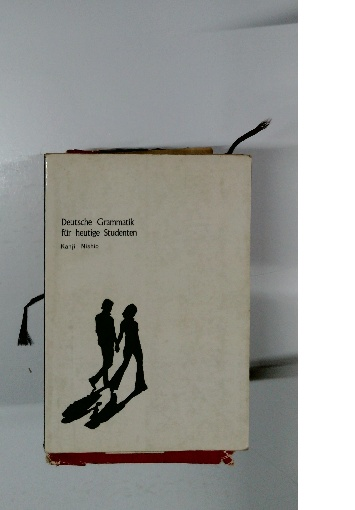 Deutsche Grammatik
für heutige Studenten
Kanji Nishio